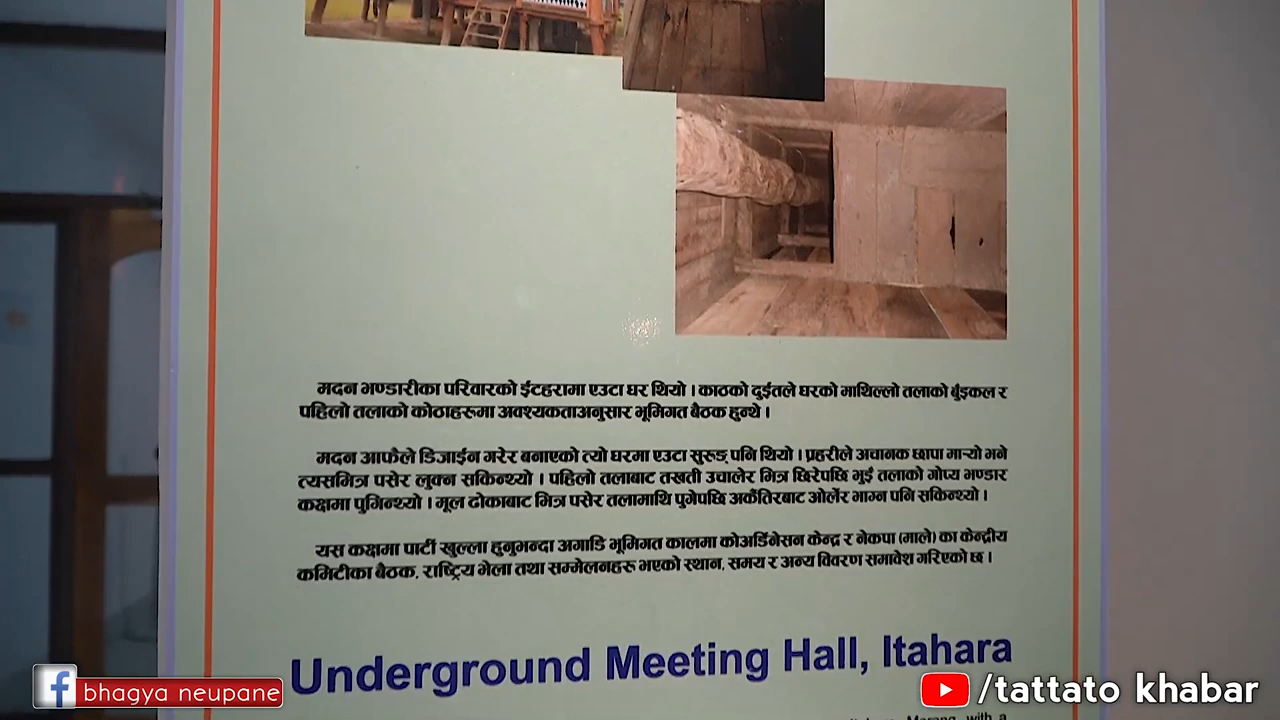 मदन भण्डारीका परिवारको ईटहरामा एउटा घर थियो । काठको दुईतले घरको माथिल्लो तलाको बुँइकल र
पहिलो तलाको कोठाहरुमा अवश्यकताअनुसार भूमिगत बैठक हुन्थे ।
मदन आफैले डिजाईन गरेर बनाएको त्यो घरमा एउटा सुरुङ् पनि थियो । प्रहरीले अचानक छापा मार्‍यो भने
त्यसभित्र पसेर लुक्न सकिन्थ्यो । पहिलो तलाबाट तखती उचालेर भित्र छिरेपछि भुइँ तलाको गोप्य भण्डार
कक्षमा पुगिन्थ्यो । मूल ढोकाबाट भित्र पसेर तलामाथि पुगेपछि अर्कोतिरबाट ओर्लेर भाग्न पनि सकिन्थ्यो ।
यस कक्षमा पार्टी खुल्ला हुनुभन्दा अगाडि भूमिगत कालमा कोअर्डिनेसन केन्द्र र नेकपा (माले) का केन्द्रीय
कमिटीका बैठक, राष्ट्रिय भेला तथा सम्मेलनहरु भएको स्थान, समय र अन्य विवरण समावेश गरिएको छ ।
Underground Meeting Hall, Itahara
Morang, with a
bhagya neupane
/tattato khabar